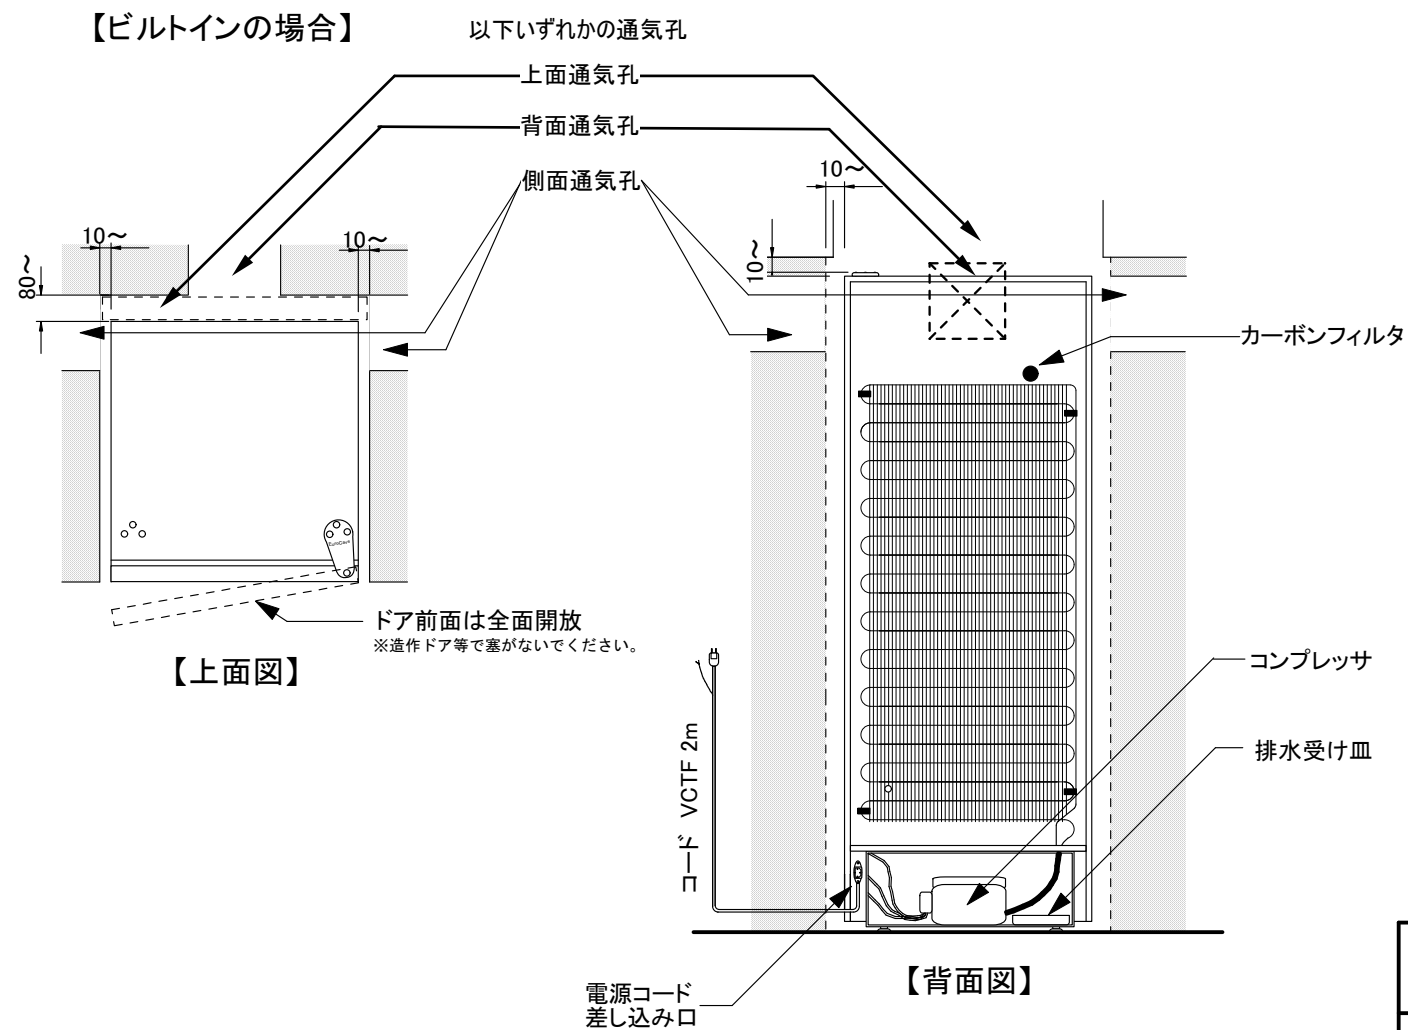 【ビルトインの場合】
以下いずれかの通気孔
上面通気孔
背面通気孔
側面通気孔
10～
10～
80～
10～
10～
カーボンフィルタ
EuroCave
ドア前面は全面開放
※造作ドア等で塞がないでください。
【上面図】
コンプレッサ
コード VCTF 2m
排水受け皿
【背面図】
電源コード
差し込み口